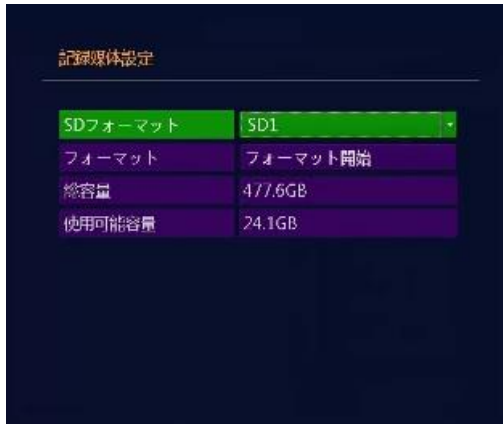 記録媒体設定
SDフォーマット SD1
フォーマット フォーマット開始
総容量 477.6GB
使用可能容量 24.1GB